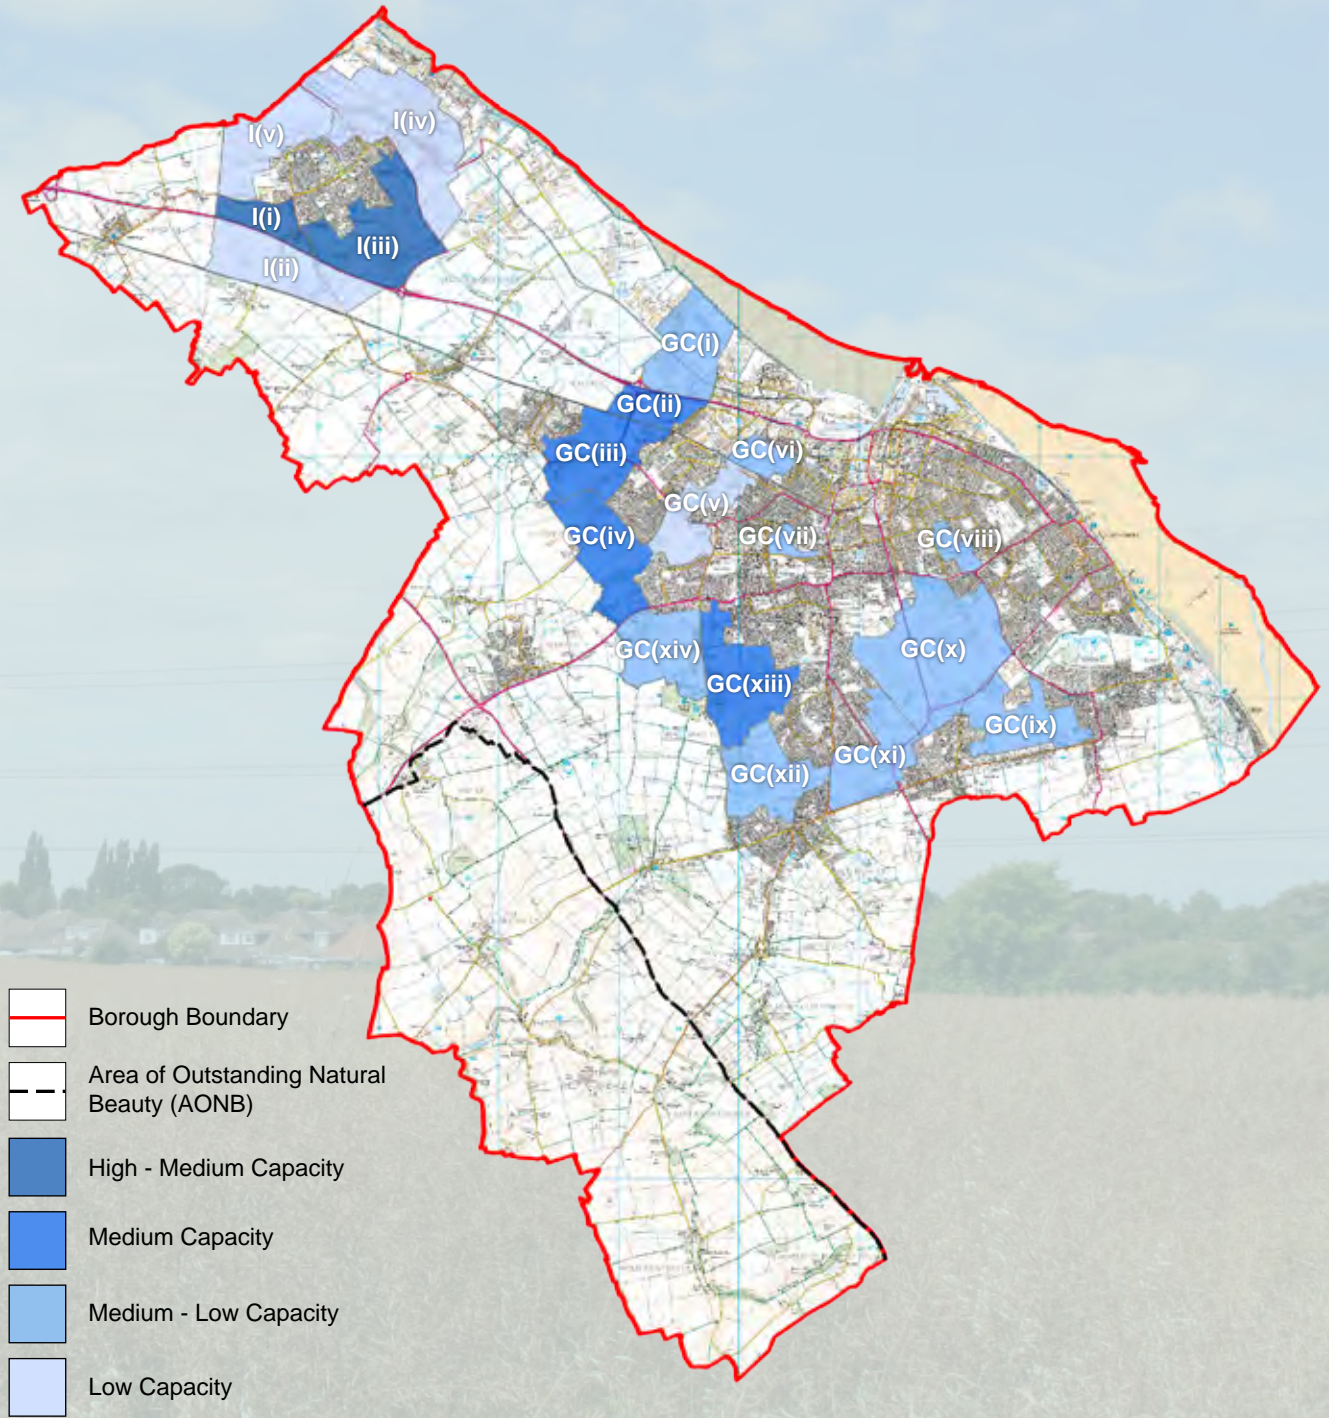 I(iv)
I(v)
I(i)
I(iii)
I(ii)
GC(i)
GC(ii)
GC(iii)
GC(vi)
GC(v)
GC(iv)
GC(vii)
GC(viii)
GC(xiv)
GC(x)
GC(xiii)
GC(ix)
GC(xi)
GC(xii)
Borough Boundary
Area of Outstanding Natural
Beauty (AONB)
High - Medium Capacity
Medium Capacity
Medium - Low Capacity
Low Capacity